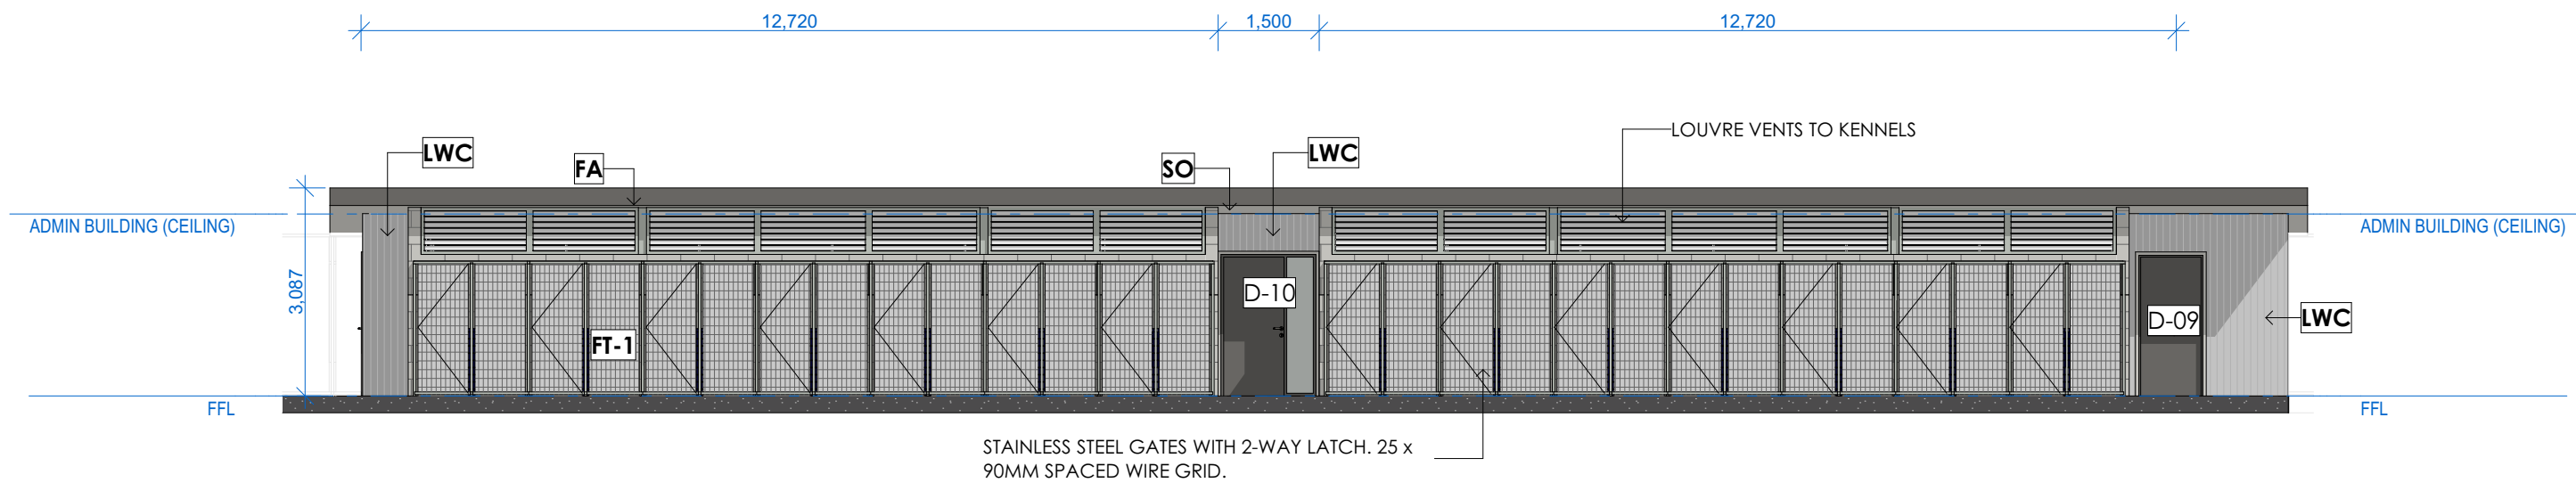 12,720
1,500
12,720
LOUVRE VENTS TO KENNELS
LWC
FA
SO
LWC
ADMIN BUILDING (CEILING)
ADMIN BUILDING (CEILING)
3,087
D-10
D-09
LWC
FT-1
FFL
FFL
STAINLESS STEEL GATES WITH 2-WAY LATCH. 25 x
90MM SPACED WIRE GRID.